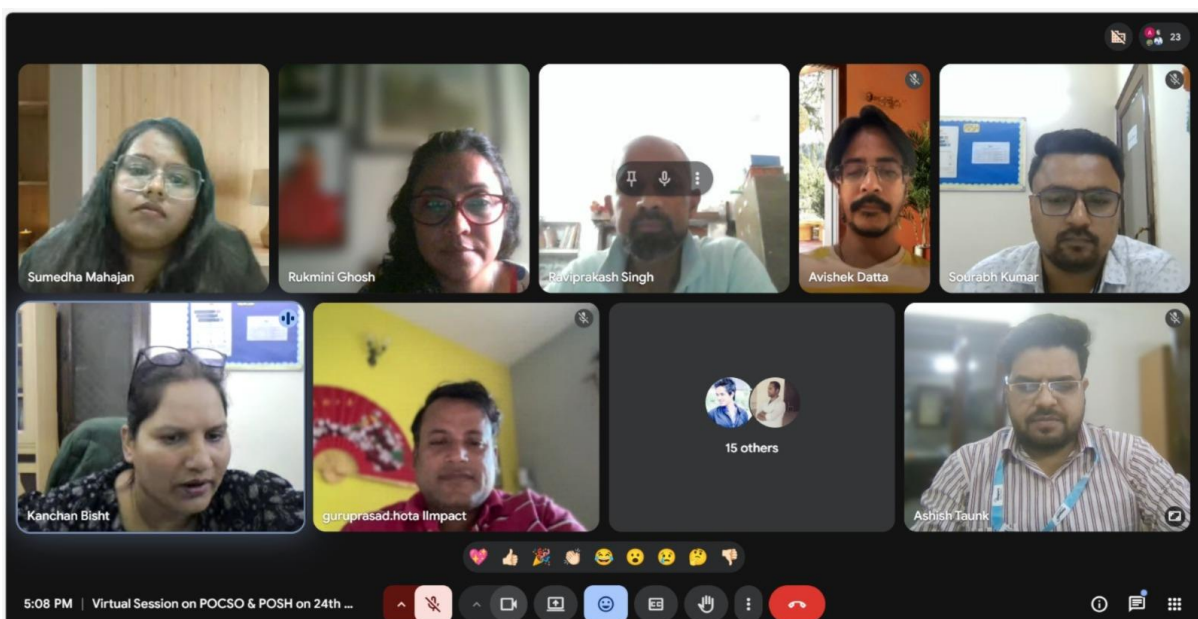 23
Sumedha Mahajan
Rukmini Ghosh
Raviprakash Singh
Avishek Datta
Sourabh Kumar
Kanchan Bisht
guruprasad.hota IImpact
15 others
Ashish Taunk
5:08 PM | Virtual Session on POCSO & POSH on 24th ...